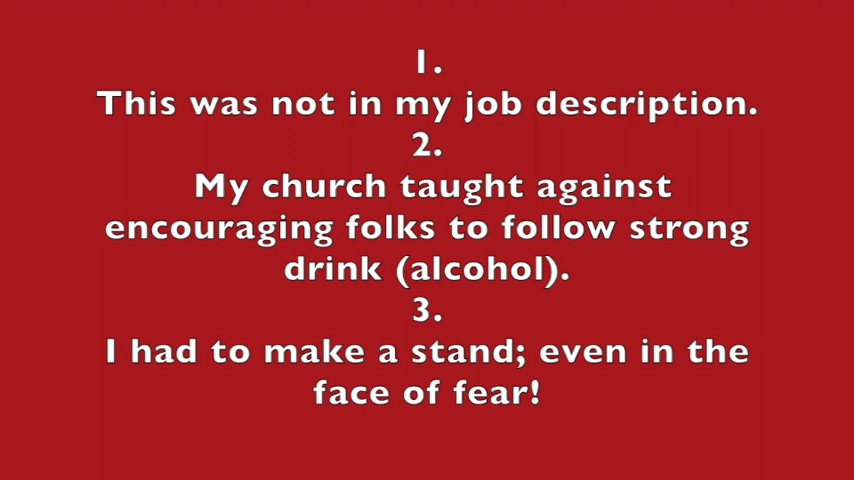 1.
This was not in my job description.
2.
My church taught against
encouraging folks to follow strong
drink (alcohol).
3.
I had to make a stand; even in the
face of fear!